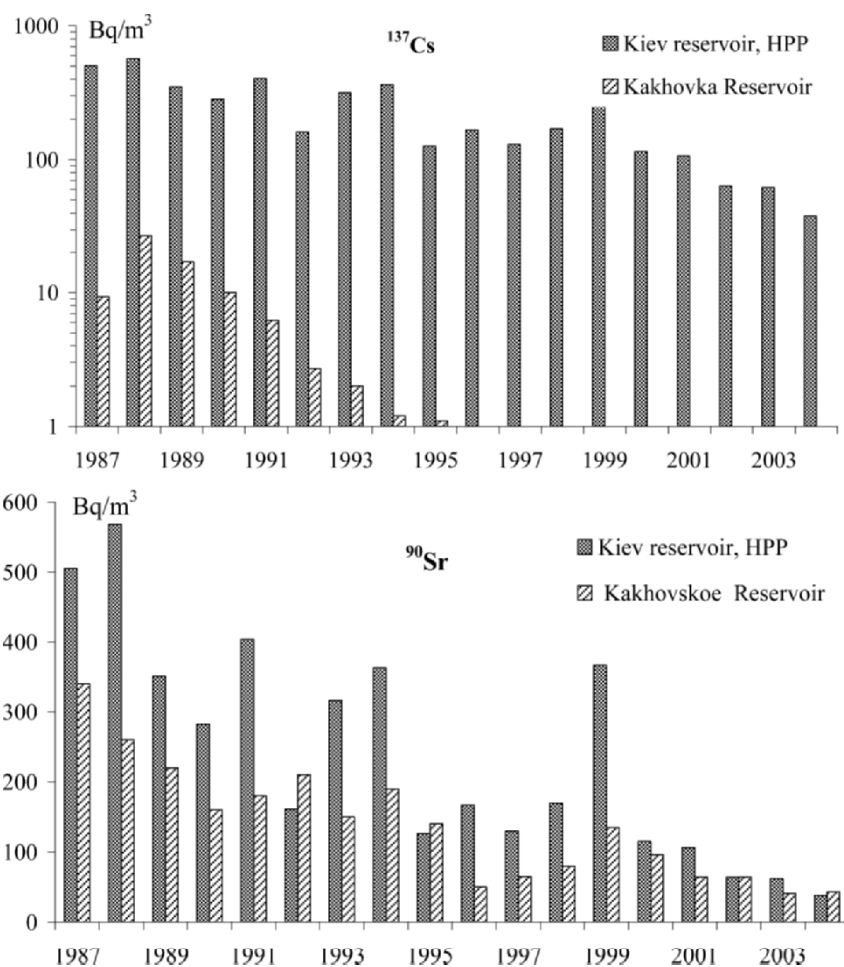 1000
Bq/m³
¹³⁷Cs
Kiev reservoir, HPP
Kakhovka Reservoir
100
10
1
1987 1989 1991 1993 1995 1997 1999 2001 2003
600
Bq/m³
⁹⁰Sr
Kiev reservoir, HPP
Kakhovskoe Reservoir
500
400
300
200
100
0
1987 1989 1991 1993 1995 1997 1999 2001 2003